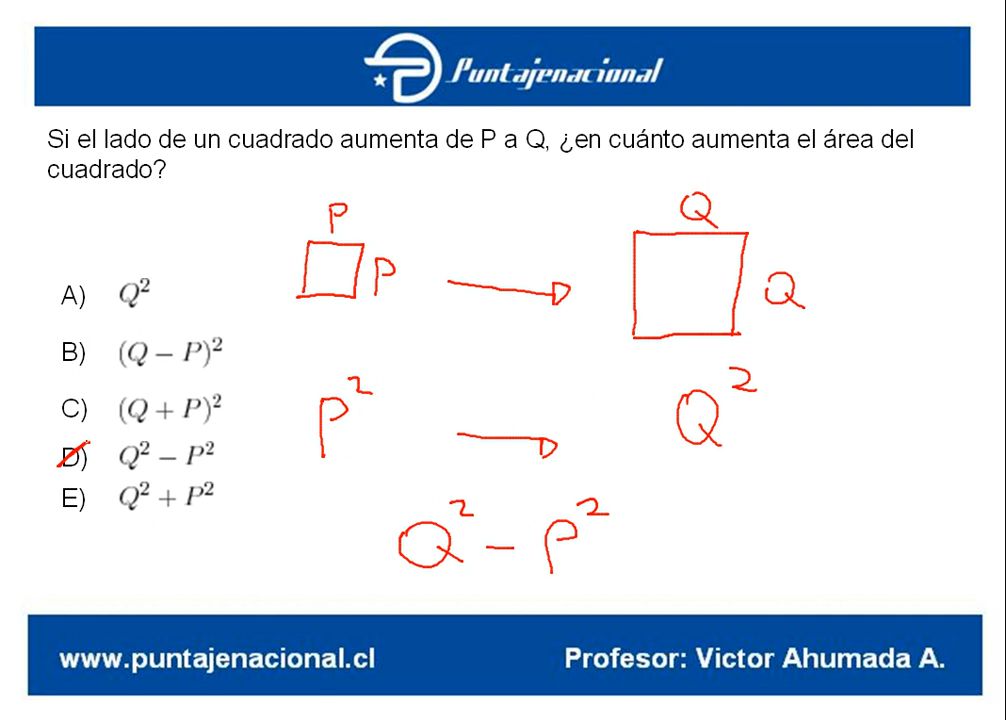 Puntajenacional
Si el lado de un cuadrado aumenta de P a Q, ¿en cuánto aumenta el área del
cuadrado?
P
P
Q
Q
A) Q²
B) (Q − P)²
C) (Q + P)²
D) Q² − P²
E) Q² + P²
P²
Q²
Q² − P²
www.puntajenacional.cl
Profesor: Victor Ahumada A.